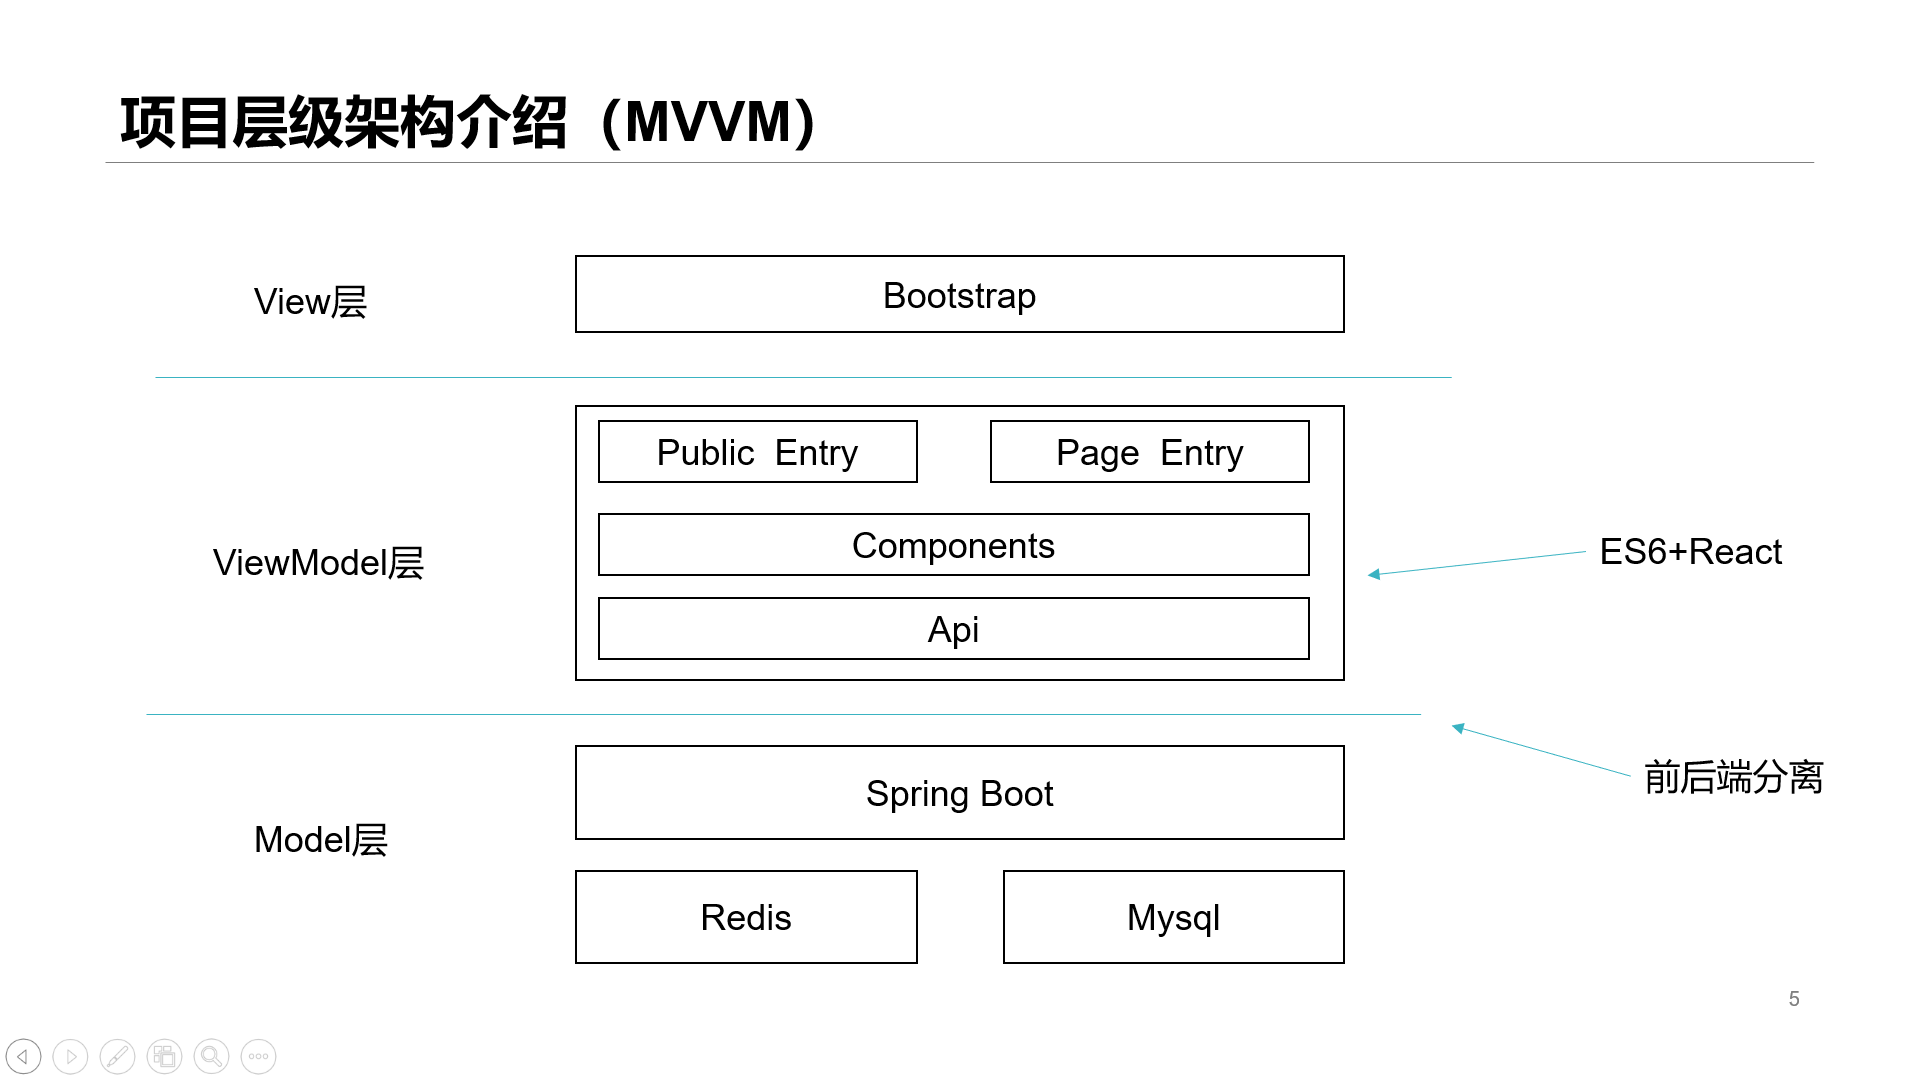 项目层级架构介绍（MVVM）
View层
Bootstrap
Public  Entry
Page  Entry
ViewModel层
Components
ES6+React
Api
Spring Boot
前后端分离
Model层
Redis
Mysql
5